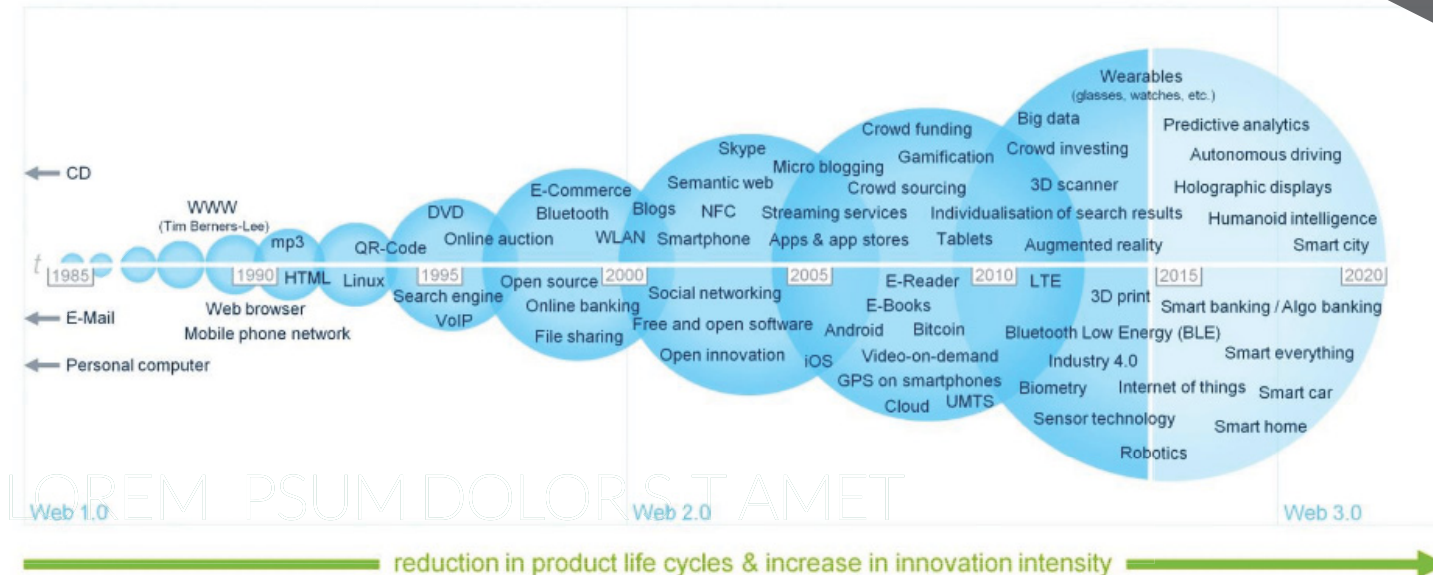 Wearables
(glasses, watches, etc.)
Big data
Predictive analytics
Crowd funding
Skype
Gamification
Crowd investing
Autonomous driving
Micro blogging
CD
E-Commerce
Semantic web
Crowd sourcing
3D scanner
Holographic displays
WWW
(Tim Berners-Lee)
DVD
Bluetooth
Blogs
NFC
Streaming services
Individualisation of search results
Humanoid intelligence
mp3
QR-Code
Online auction
WLAN
Smartphone
Apps & app stores
Tablets
Augmented reality
Smart city
t
1985
1990
1995
2000
2005
2010
2015
2020
HTML
Linux
Open source
E-Reader
LTE
Search engine
Social networking
3D print
Web browser
Online banking
E-Books
Smart banking / Algo banking
E-Mail
VoIP
Free and open software
Android
Bitcoin
Bluetooth Low Energy (BLE)
Mobile phone network
File sharing
Open innovation
iOS
Video-on-demand
Industry 4.0
Smart everything
Personal computer
GPS on smartphones
Biometry
Internet of things
Smart car
Cloud
UMTS
Sensor technology
Smart home
Robotics
LOREM PSUM DOLOR S T AMET
Web 1.0
Web 2.0
Web 3.0
reduction in product life cycles & increase in innovation intensity